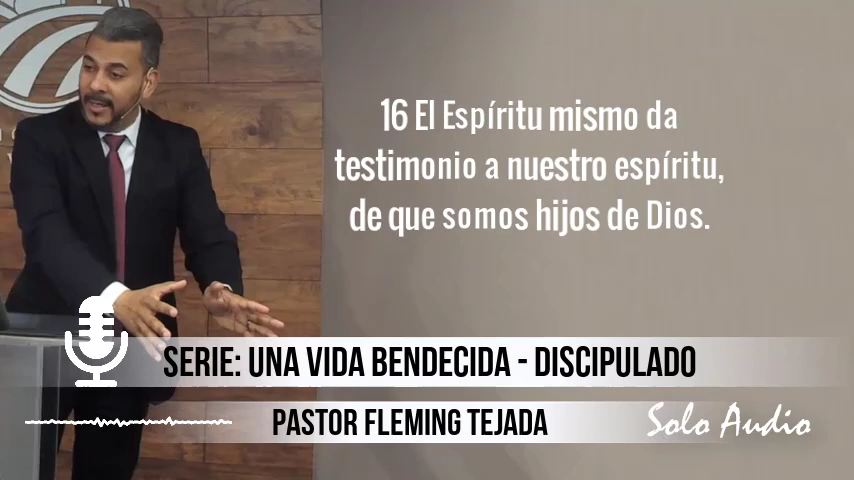 16 El Espíritu mismo da
testimonio a nuestro espíritu,
de que somos hijos de Dios.
SERIE: UNA VIDA BENDECIDA - DISCIPULADO
PASTOR FLEMING TEJADA
Solo Audio